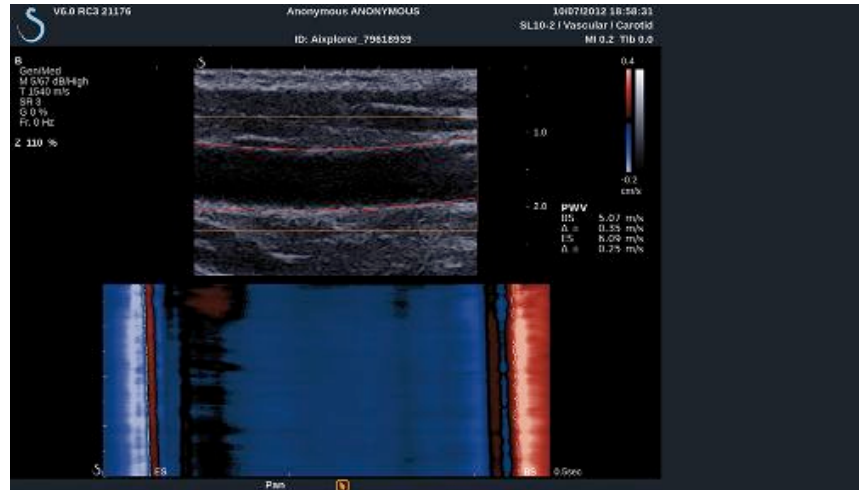 V6.0 RC3 21176
Anonymous ANONYMOUS
10/07/2012 18:58:31
SL10-2 / Vascular / Carotid
ID: Aixplorer_79618939
MI 0.2 TIb 0.0
B
Gen/Med
M 5/67 dB/High
T 1540 m/s
SR 3
G 0 %
Fr. 0 Hz
Z 110 %
S
0.4
1.0
-0.2
cm/s
2.0
PWV
BS 5.07 m/s
Δ ± 0.35 m/s
ES 6.09 m/s
Δ ± 0.25 m/s
S
ES
BS
0.5sec
Pan